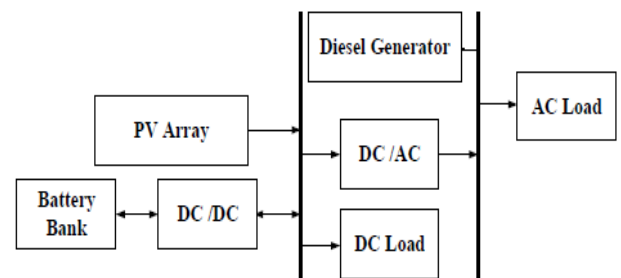 Diesel Generator
PV Array
AC Load
DC /AC
Battery
Bank
DC /DC
DC Load